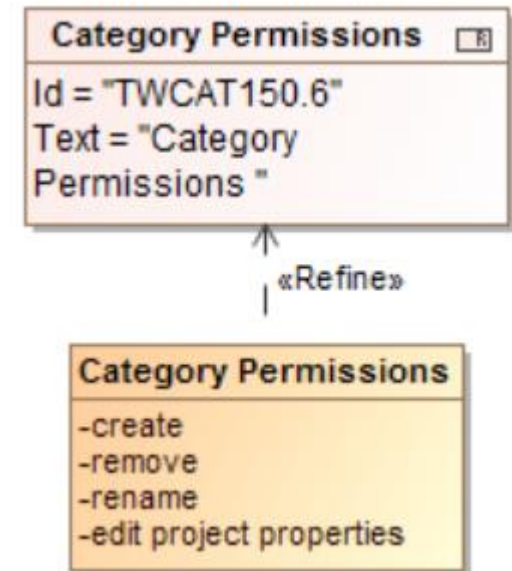 Category Permissions
Id = "TWCAT150.6"
Text = "Category
Permissions "
«Refine»
Category Permissions
-create
-remove
-rename
-edit project properties